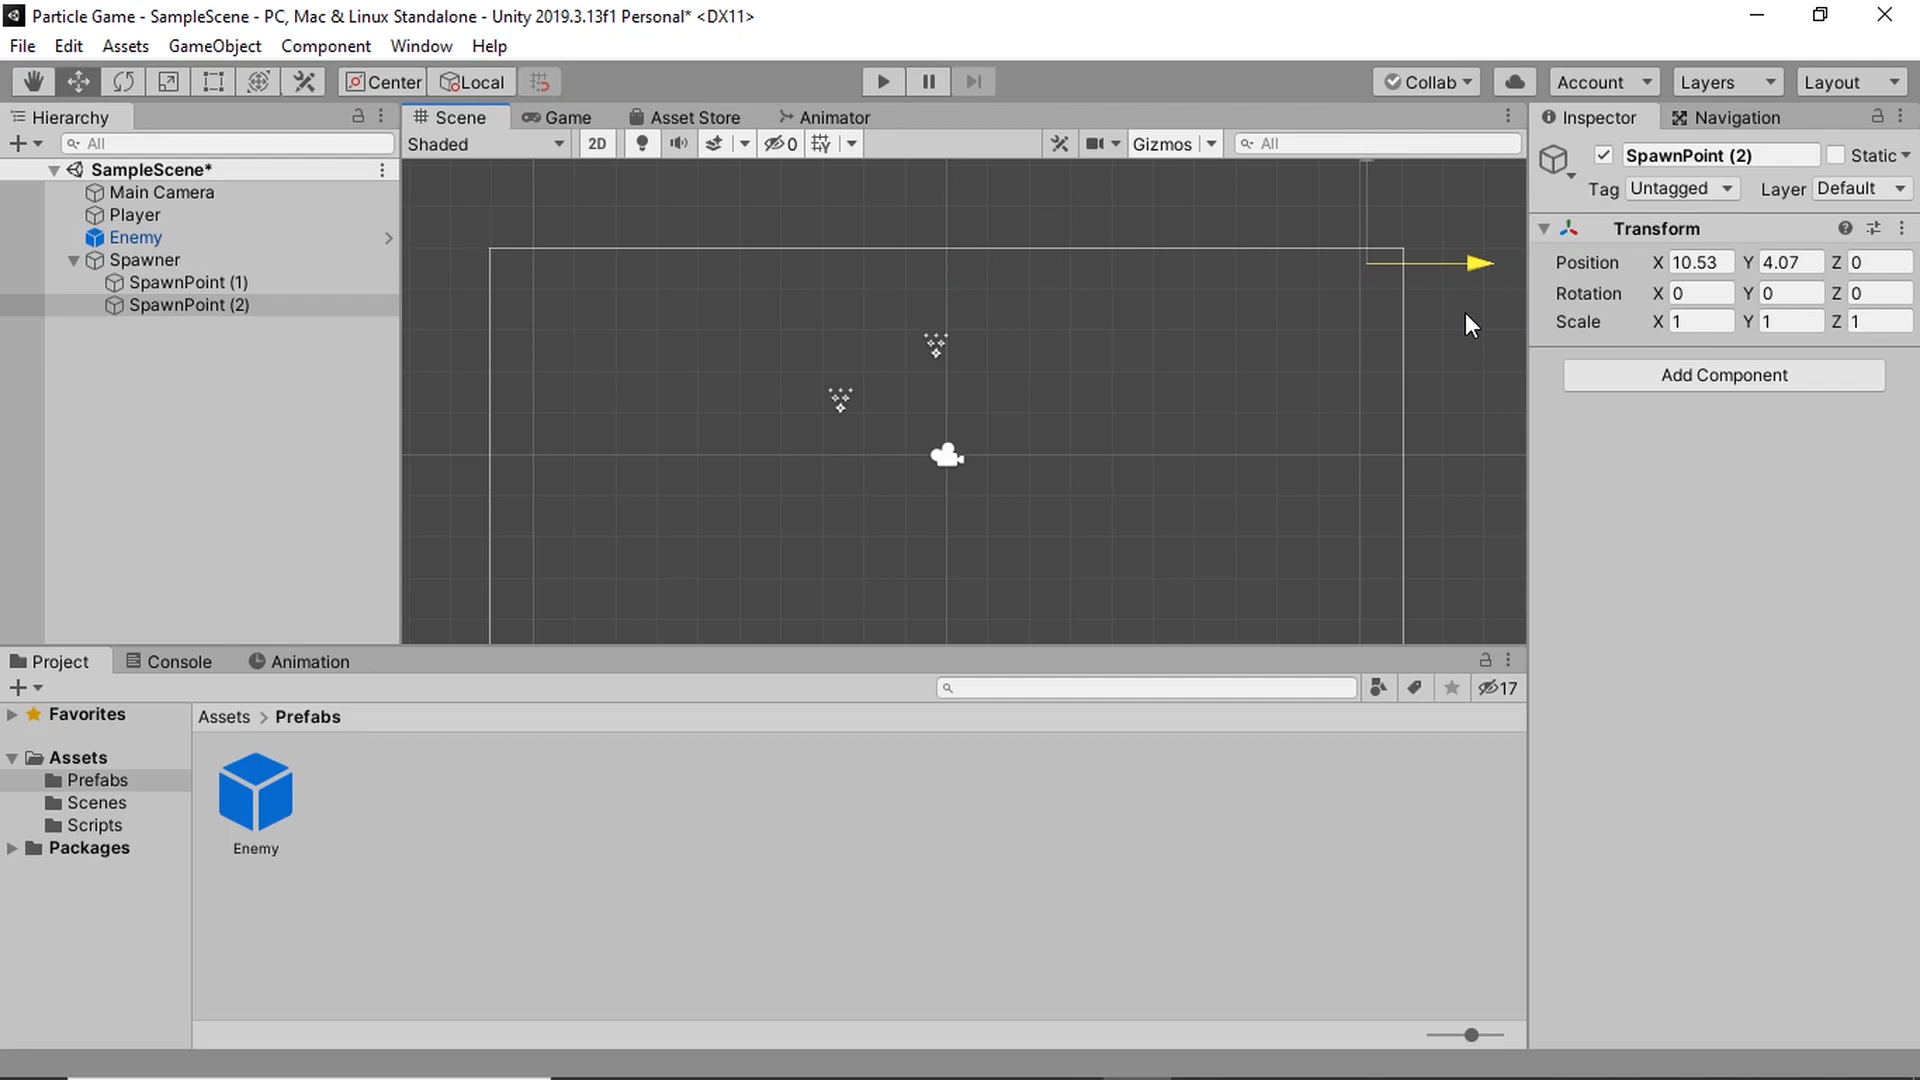 Particle Game - SampleScene - PC, Mac & Linux Standalone - Unity 2019.3.13f1 Personal* <DX11>
File Edit Assets GameObject Component Window Help
Center Local Collab Account Layers Layout
Hierarchy
All
SampleScene*
Main Camera
Player
Enemy
Spawner
SpawnPoint (1)
SpawnPoint (2)
Scene Game Asset Store Animator
Shaded 2D 0 Gizmos All
Inspector Navigation
SpawnPoint (2) Static
Tag Untagged Layer Default
Transform
Position X 10.53 Y 4.07 Z 0
Rotation X 0 Y 0 Z 0
Scale X 1 Y 1 Z 1
Add Component
Project Console Animation
17
Favorites
Assets
Prefabs
Scenes
Scripts
Packages
Assets > Prefabs
Enemy